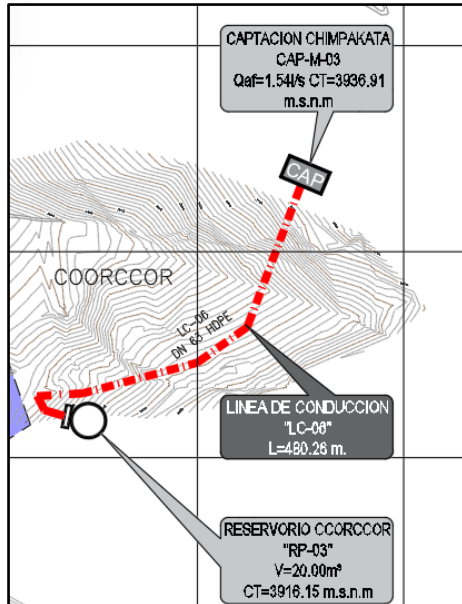 CAPTACION CHIMPAKATA
CAP-M-03
Qaf=1.54l/s CT=3936.91
m.s.n.m
CAP
COORCCOR
LC-06
DN 63 HDPE
LINEA DE CONDUCCION
"LC-06"
L=480.26 m.
RESERVORIO CCORCCOR
"RP-03"
V=20.00m³
CT=3916.15 m.s.n.m